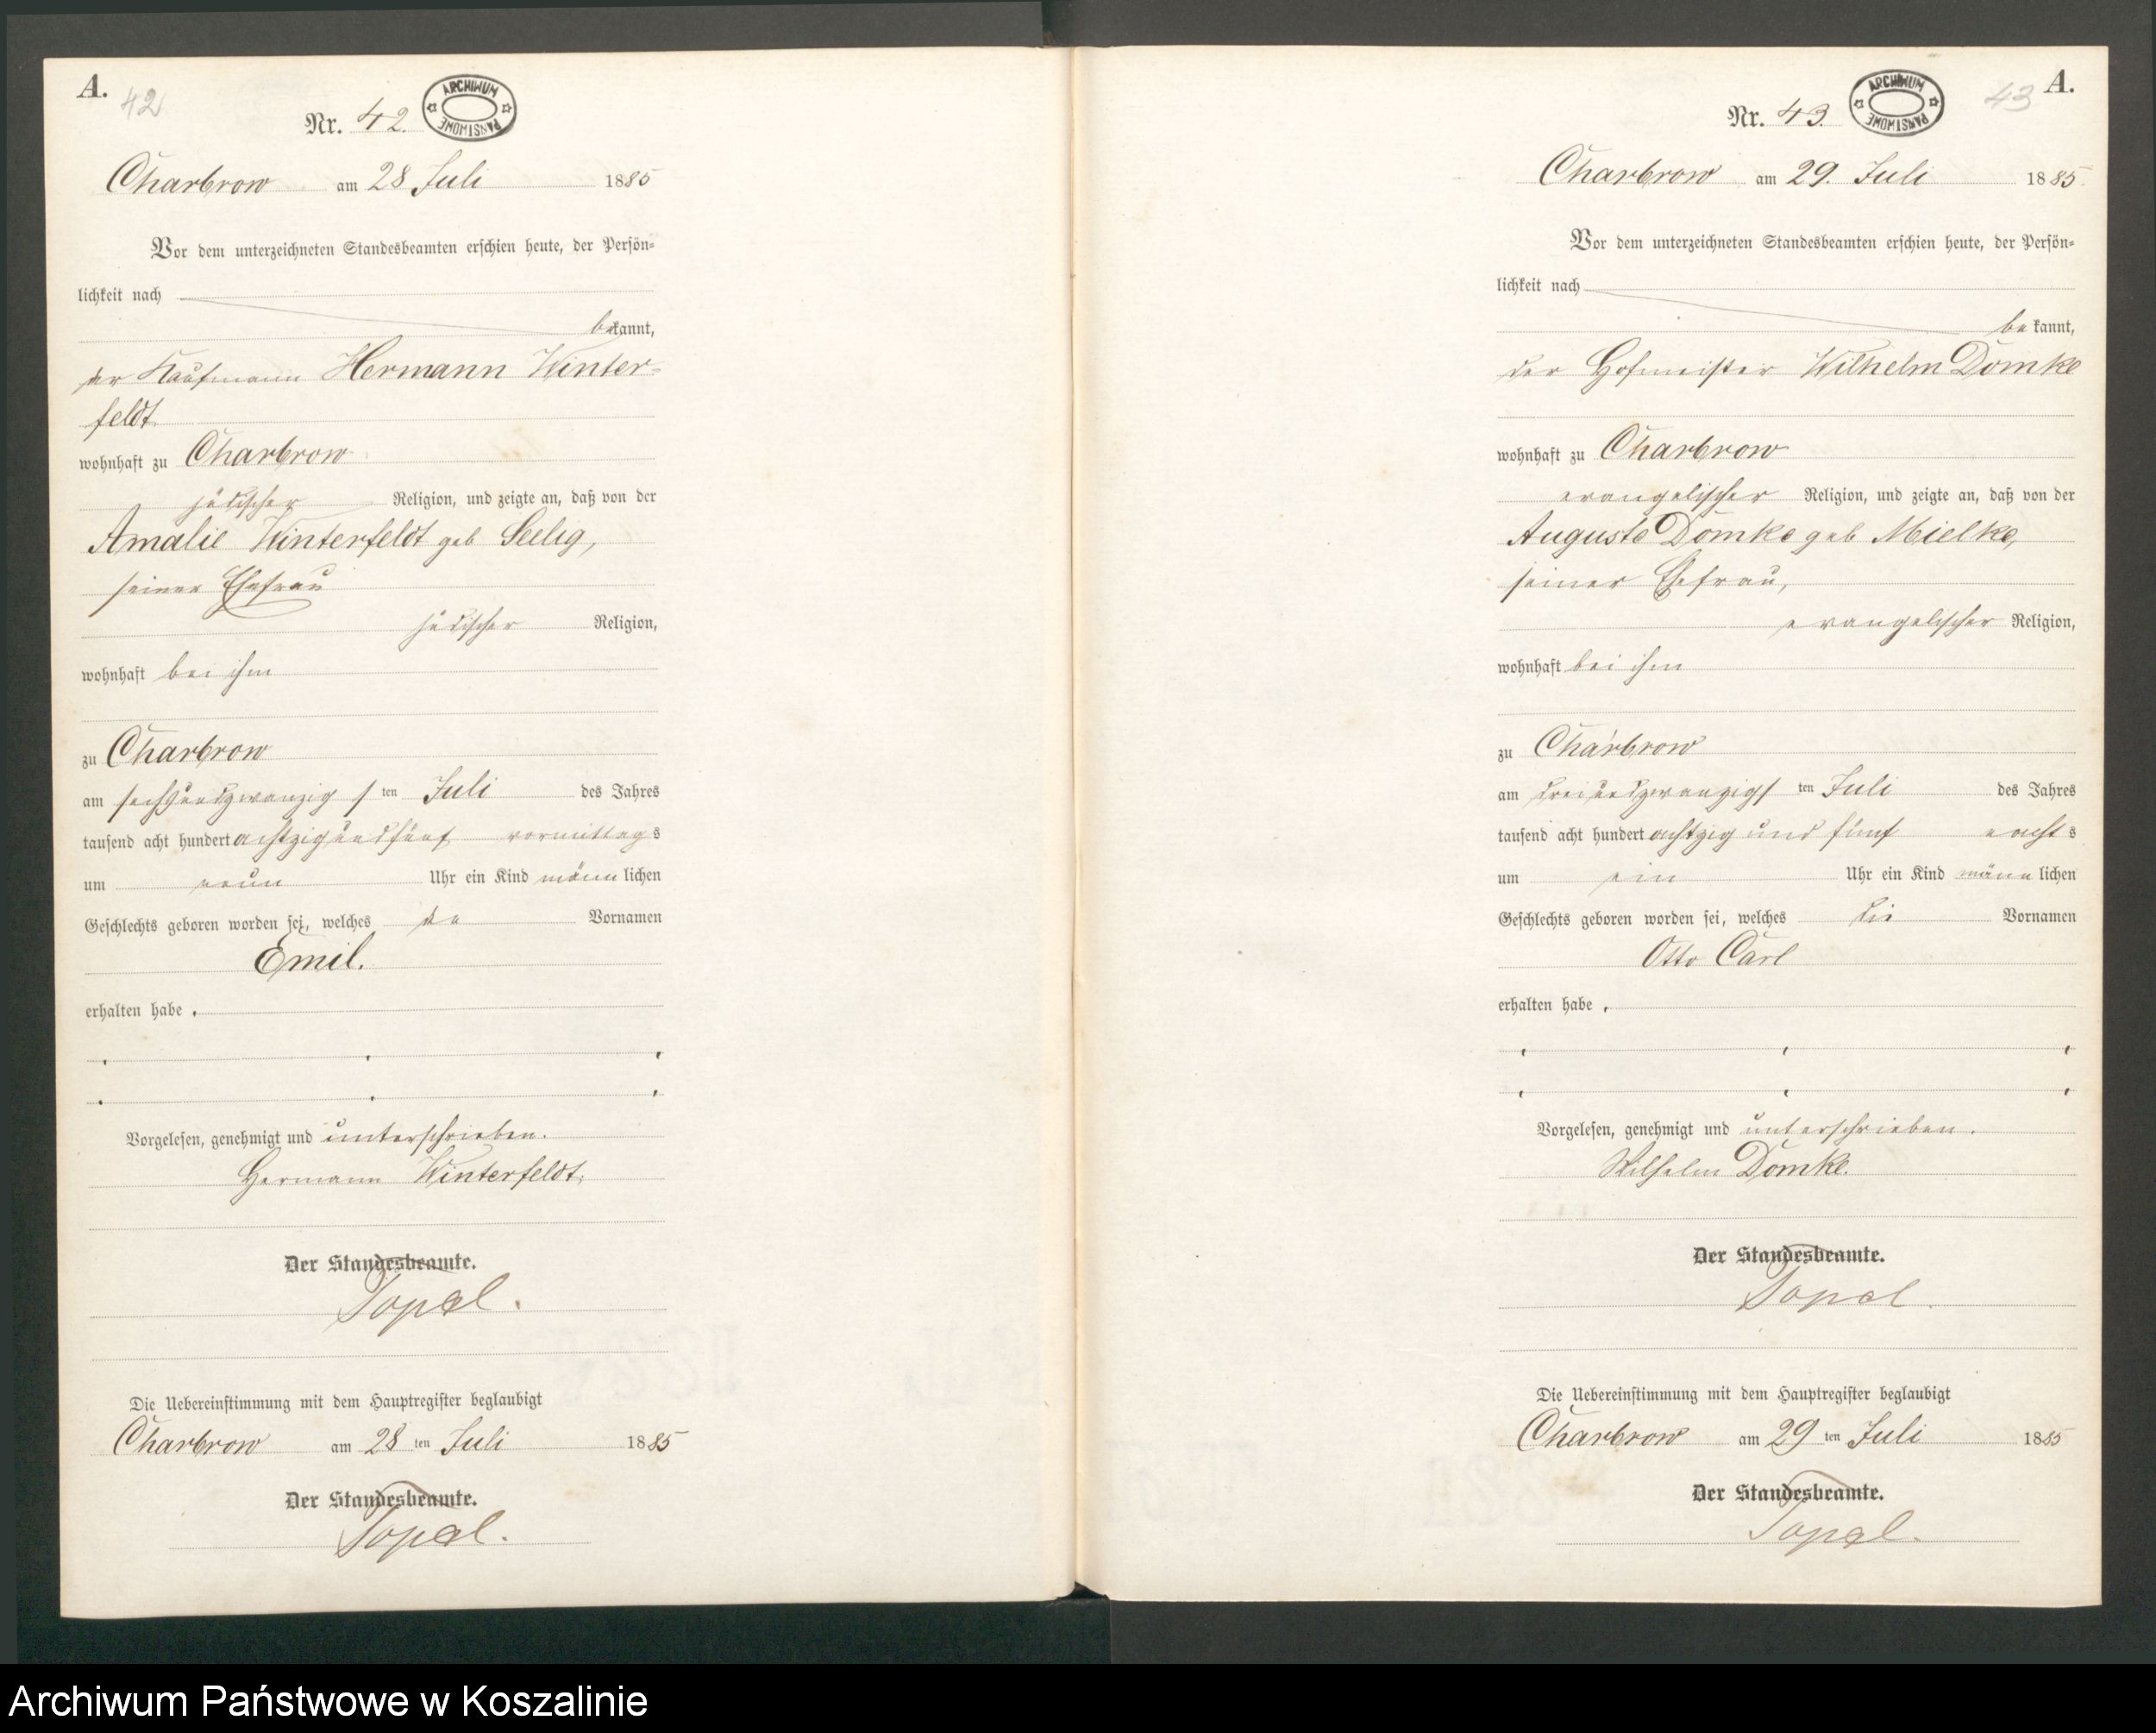 A.
42
Nr. 42.
ARCHIWUM PAŃSTWOWE
Charbrow am 28 Juli 1885
Vor dem unterzeichneten Standesbeamten erschien heute, der Persön=
lichkeit nach
bekannt,
der Kaufmann Hermann Winter=
feldt
wohnhaft zu Charbrow
jüdischer Religion, und zeigte an, daß von der
Amalie Winterfeldt geb Seelig,
seiner Ehefrau
jüdischer Religion,
wohnhaft bei ihm
zu Charbrow
am sechsundzwanzigsten Juli des Jahres
tausend acht hundert achtzig und fünf vormittags
um neun Uhr ein Kind männlichen
Geschlechts geboren worden sei, welches den Vornamen
Emil.
erhalten habe.
Vorgelesen, genehmigt und unterschrieben.
Hermann Winterfeldt.
Der Standesbeamte.
Topel.
Die Uebereinstimmung mit dem Hauptregister beglaubigt
Charbrow am 28 ten Juli 1885
Der Standesbeamte.
Topel.
43
A.
Nr. 43.
ARCHIWUM PAŃSTWOWE
Charbrow am 29. Juli 1885
Vor dem unterzeichneten Standesbeamten erschien heute, der Persön=
lichkeit nach
bekannt,
der Hofmeister Wilhelm Domke
wohnhaft zu Charbrow
evangelischer Religion, und zeigte an, daß von der
Auguste Domke geb Mielke,
seiner Ehefrau,
evangelischer Religion,
wohnhaft bei ihm
zu Charbrow
am dreiundzwanzigsten Juli des Jahres
tausend acht hundert achtzig und fünf nachts
um ein Uhr ein Kind männlichen
Geschlechts geboren worden sei, welches die Vornamen
Otto Carl
erhalten habe.
Vorgelesen, genehmigt und unterschrieben.
Wilhelm Domke.
Der Standesbeamte.
Topel.
Die Uebereinstimmung mit dem Hauptregister beglaubigt
Charbrow am 29 ten Juli 1885
Der Standesbeamte.
Topel.
Archiwum Państwowe w Koszalinie